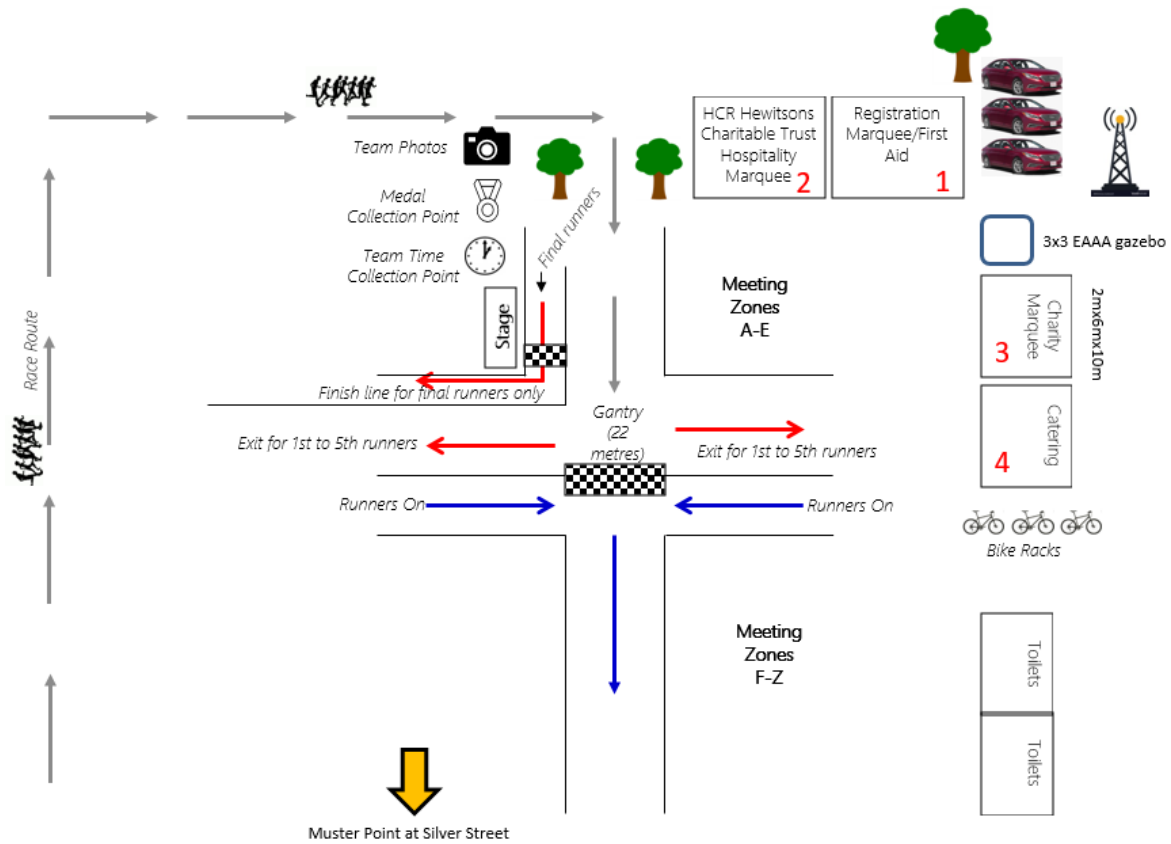 HCR Hewitsons
Charitable Trust
Hospitality
Marquee
2
Registration
Marquee/First
Aid
1
Team Photos
Medal
Collection Point
Team Time
Collection Point
Final runners
Stage
Finish line for final runners only
Meeting
Zones
A-E
3x3 EAAA gazebo
Charity
Marquee
3
2mx6mx10m
Race Route
Gantry
(22
metres)
Exit for 1st to 5th runners
Exit for 1st to 5th runners
Catering
4
Runners On
Runners On
Bike Racks
Meeting
Zones
F-Z
Toilets
Toilets
Muster Point at Silver Street